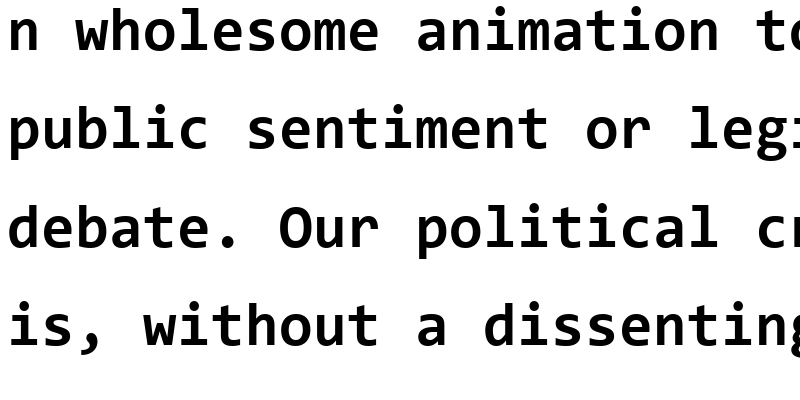 n wholesome animation to
public sentiment or legi
debate. Our political cr
is, without a dissenting